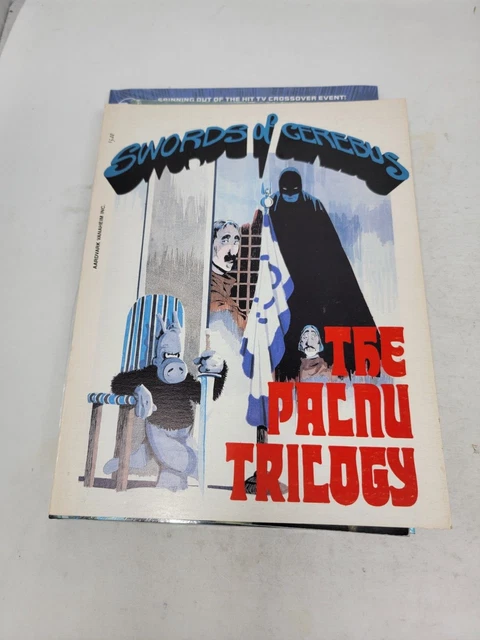 SPINNING OUT OF THE HIT TV CROSSOVER EVENT!
SWORDS of CEREBUS
AARDVARK VANAHEIM INC.
THE
PALNU
TRILOGY